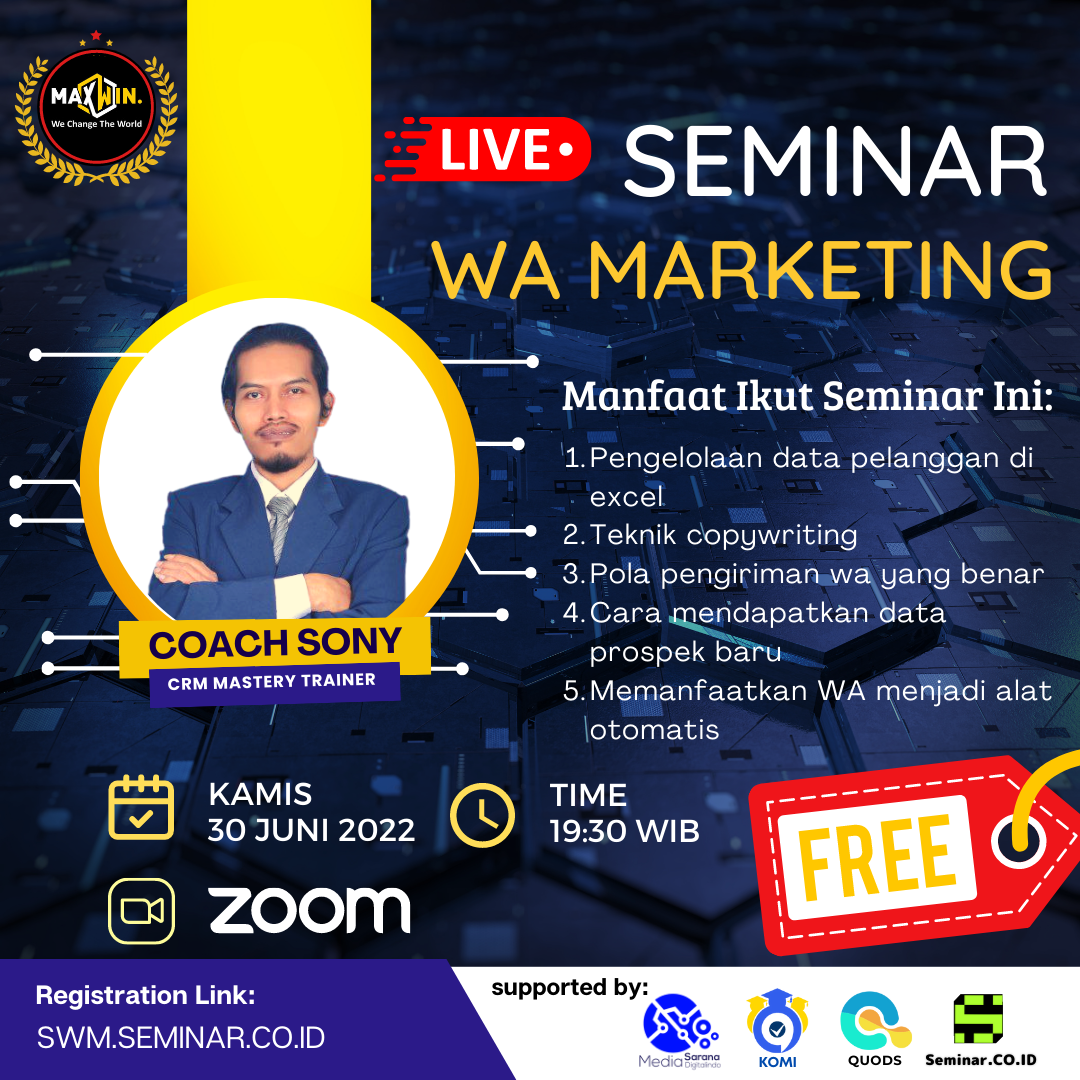 MAXWIN.
We Change The World
LIVE
SEMINAR
WA MARKETING
Manfaat Ikut Seminar Ini:
1. Pengelolaan data pelanggan di
excel
2. Teknik copywriting
3. Pola pengiriman wa yang benar
4. Cara mendapatkan data
prospek baru
5. Memanfaatkan WA menjadi alat
otomatis
COACH SONY
CRM MASTERY TRAINER
KAMIS
30 JUNI 2022
TIME
19:30 WIB
zoom
FREE
Registration Link:
SWM.SEMINAR.CO.ID
supported by:
Media Sarana
Digitalindo
KOMI
QUODS
Seminar.CO.ID